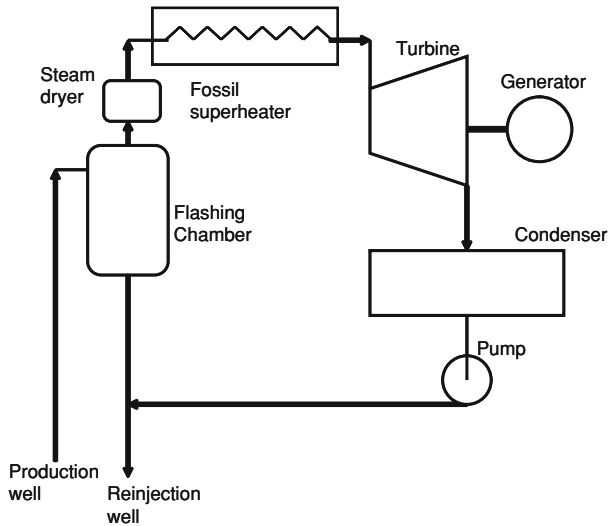 Turbine
Steam
dryer
Fossil
superheater
Generator
Flashing
Chamber
Condenser
Pump
Production
well
Reinjection
well